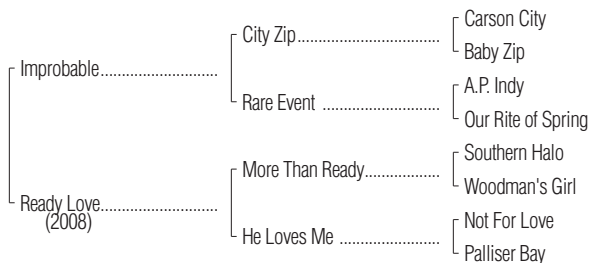 Carson City
City Zip........................................
Baby Zip
Improbable.................................
A.P. Indy
Rare Event .................................
Our Rite of Spring
Southern Halo
More Than Ready.....................
Woodman's Girl
Ready Love................................
(2008)
Not For Love
He Loves Me ............................
Palliser Bay